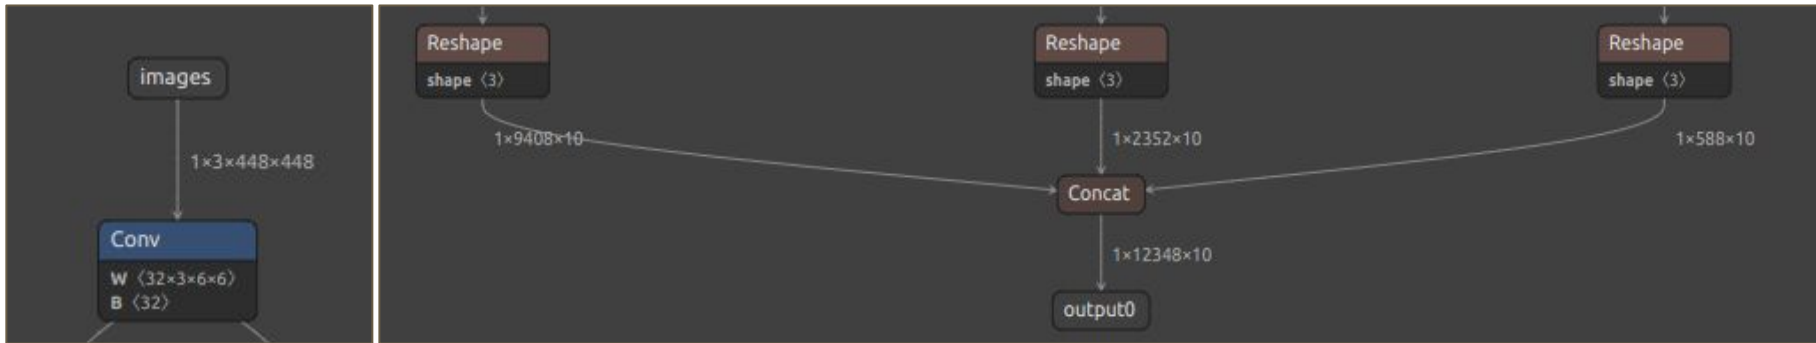 images
1×3×448×448
Conv
W ⟨32×3×6×6⟩
B ⟨32⟩
Reshape
shape ⟨3⟩
1×9408×10
Reshape
shape ⟨3⟩
1×2352×10
Reshape
shape ⟨3⟩
1×588×10
Concat
1×12348×10
output0